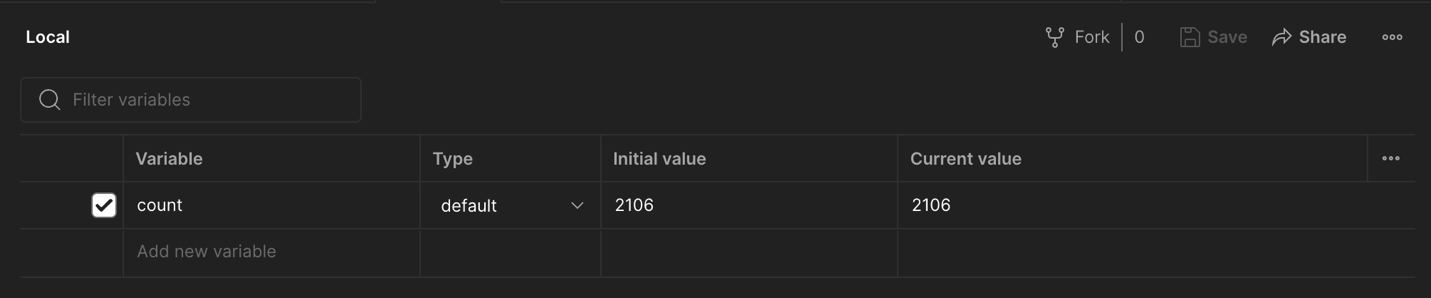 Local
Fork 0 Save Share
Filter variables
Variable Type Initial value Current value
count default 2106 2106
Add new variable